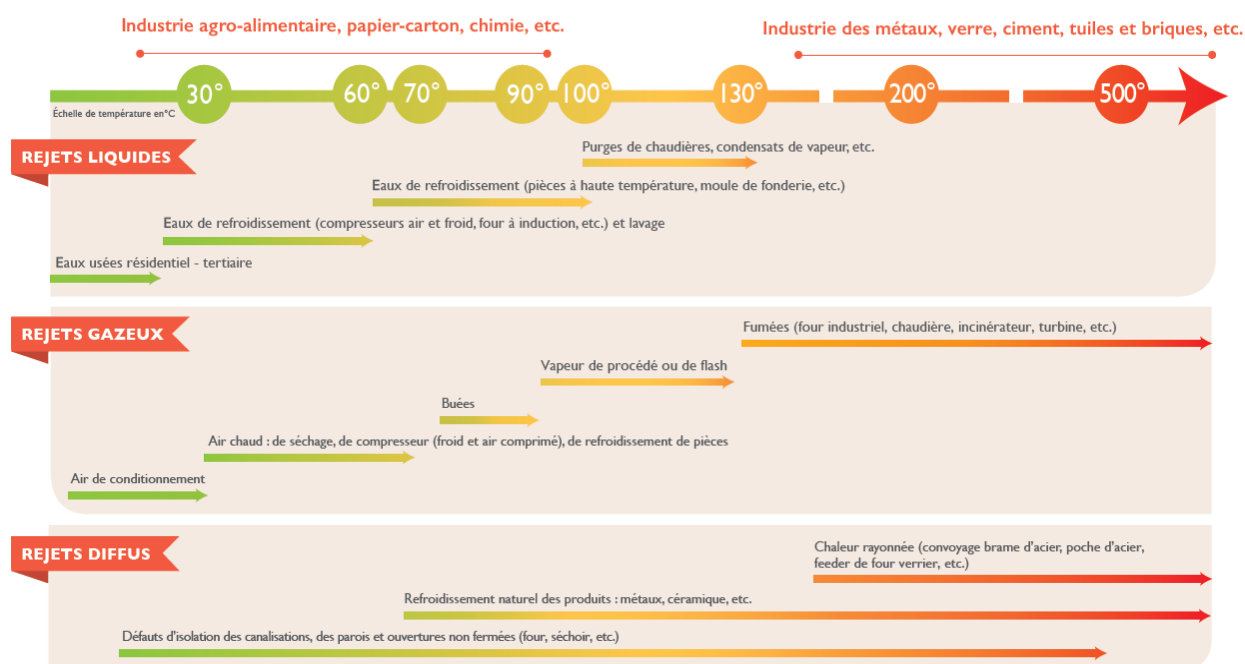 Industrie agro-alimentaire, papier-carton, chimie, etc.
Industrie des métaux, verre, ciment, tuiles et briques, etc.
30° 60° 70° 90° 100° 130° 200° 500°
Échelle de température en°C
REJETS LIQUIDES
Purges de chaudières, condensats de vapeur, etc.
Eaux de refroidissement (pièces à haute température, moule de fonderie, etc.)
Eaux de refroidissement (compresseurs air et froid, four à induction, etc.) et lavage
Eaux usées résidentiel - tertiaire
REJETS GAZEUX
Fumées (four industriel, chaudière, incinérateur, turbine, etc.)
Vapeur de procédé ou de flash
Buées
Air chaud : de séchage, de compresseur (froid et air comprimé), de refroidissement de pièces
Air de conditionnement
REJETS DIFFUS
Chaleur rayonnée (convoyage brame d'acier, poche d'acier,
feeder de four verrier, etc.)
Refroidissement naturel des produits : métaux, céramique, etc.
Défauts d'isolation des canalisations, des parois et ouvertures non fermées (four, séchoir, etc.)